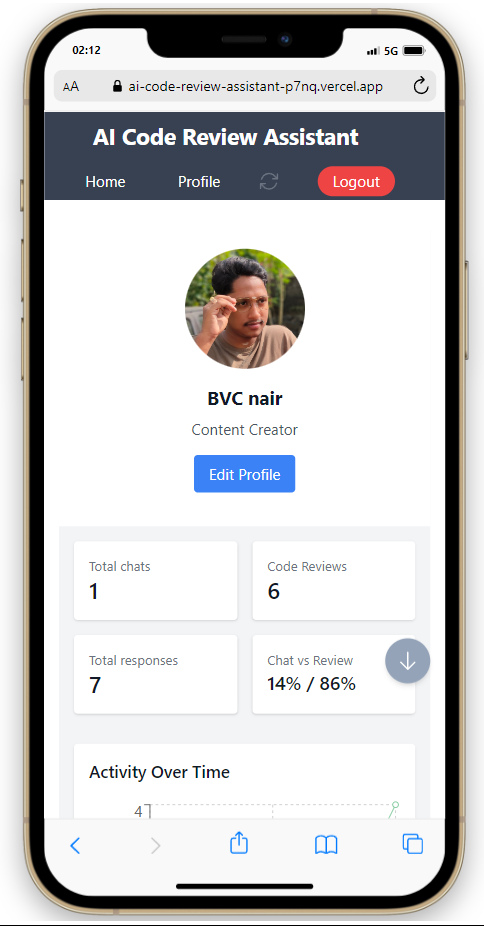 02:12 5G
AA ai-code-review-assistant-p7nq.vercel.app
AI Code Review Assistant
Home Profile Logout
BVC nair
Content Creator
Edit Profile
Total chats
1
Code Reviews
6
Total responses
7
Chat vs Review
14% / 86%
Activity Over Time
4